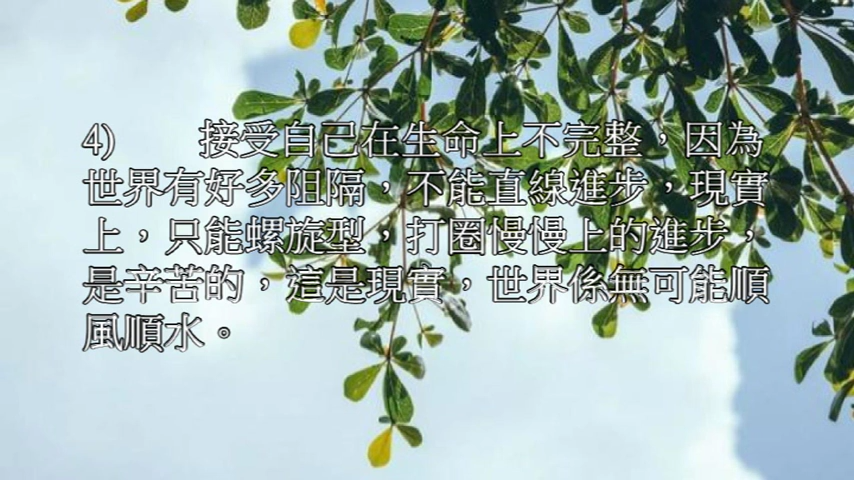 4) 接受自己在生命上不完整，因為
世界有好多阻隔，不能直線進步，現實
上，只能螺旋型，打圈慢慢上的進步，
是辛苦的，這是現實，世界係無可能順
風順水。